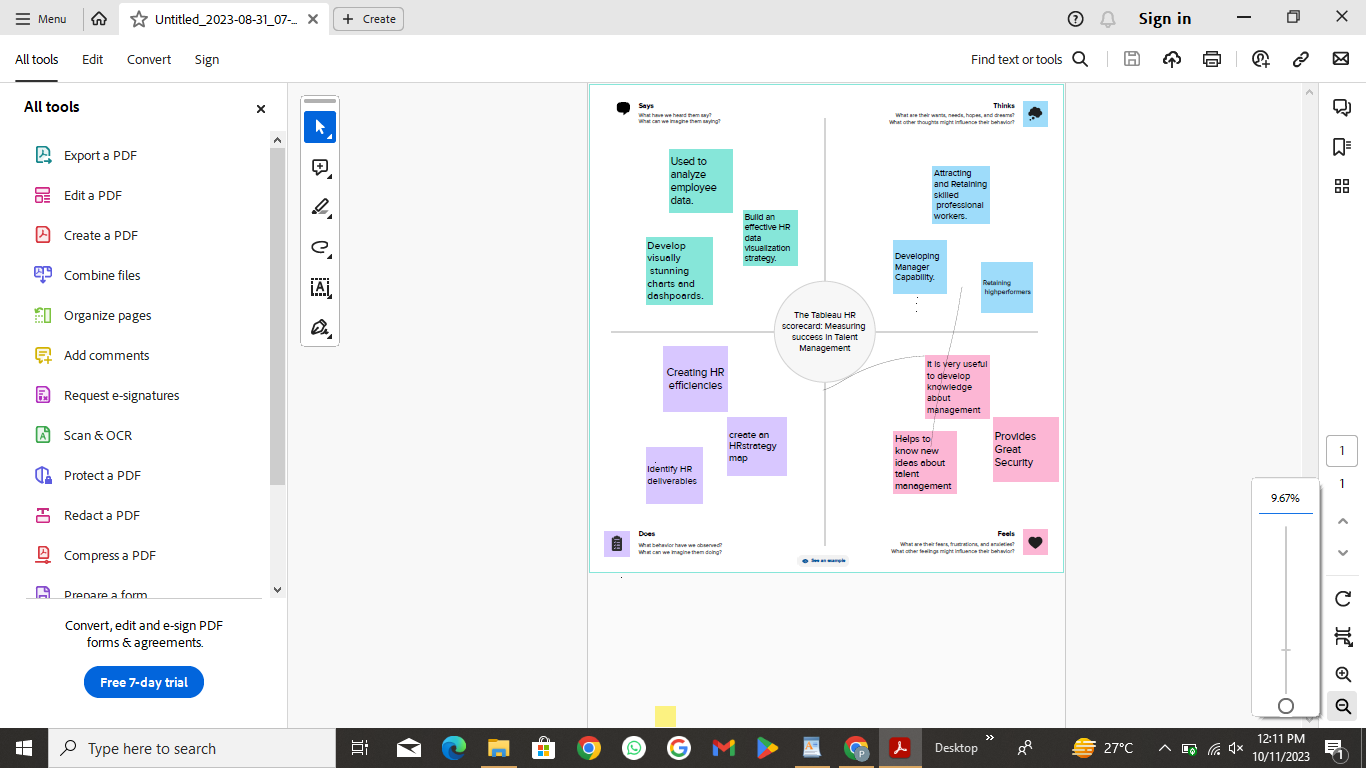 Menu
Untitled_2023-08-31_07-...
Create
Sign in
All tools
Edit
Convert
Sign
Find text or tools
All tools
Export a PDF
Edit a PDF
Create a PDF
Combine files
Organize pages
Add comments
Request e-signatures
Scan & OCR
Protect a PDF
Redact a PDF
Compress a PDF
Prepare a form
Convert, edit and e-sign PDF
forms & agreements.
Free 7-day trial
Says
What have we heard them say?
What can we imagine them saying?
Thinks
What are their wants, needs, hopes, and dreams?
What other thoughts might influence their behavior?
Used to
analyze
employee
data.
Build an
effective HR
data
visualization
strategy.
Develop
visually
stunning
charts and
dashpoards.
Attracting
and Retaining
skilled
professional
workers.
Developing
Manager
Capability.
Retaining
highperformers
The Tableau HR
scorecard: Measuring
success in Talent
Management
Creating HR
efficiencies
create an
HRstrategy
map
Identify HR
deliverables
It is very useful
to develop
knowledge
about
management
Helps to
know new
ideas about
talent
management
Provides
Great
Security
Does
What behavior have we observed?
What can we imagine them doing?
Feels
What are their fears, frustrations, and anxieties?
What other feelings might influence their behavior?
See an example
1
1
9.67%
Type here to search
P
Desktop
27°C
12:11 PM
10/11/2023
1